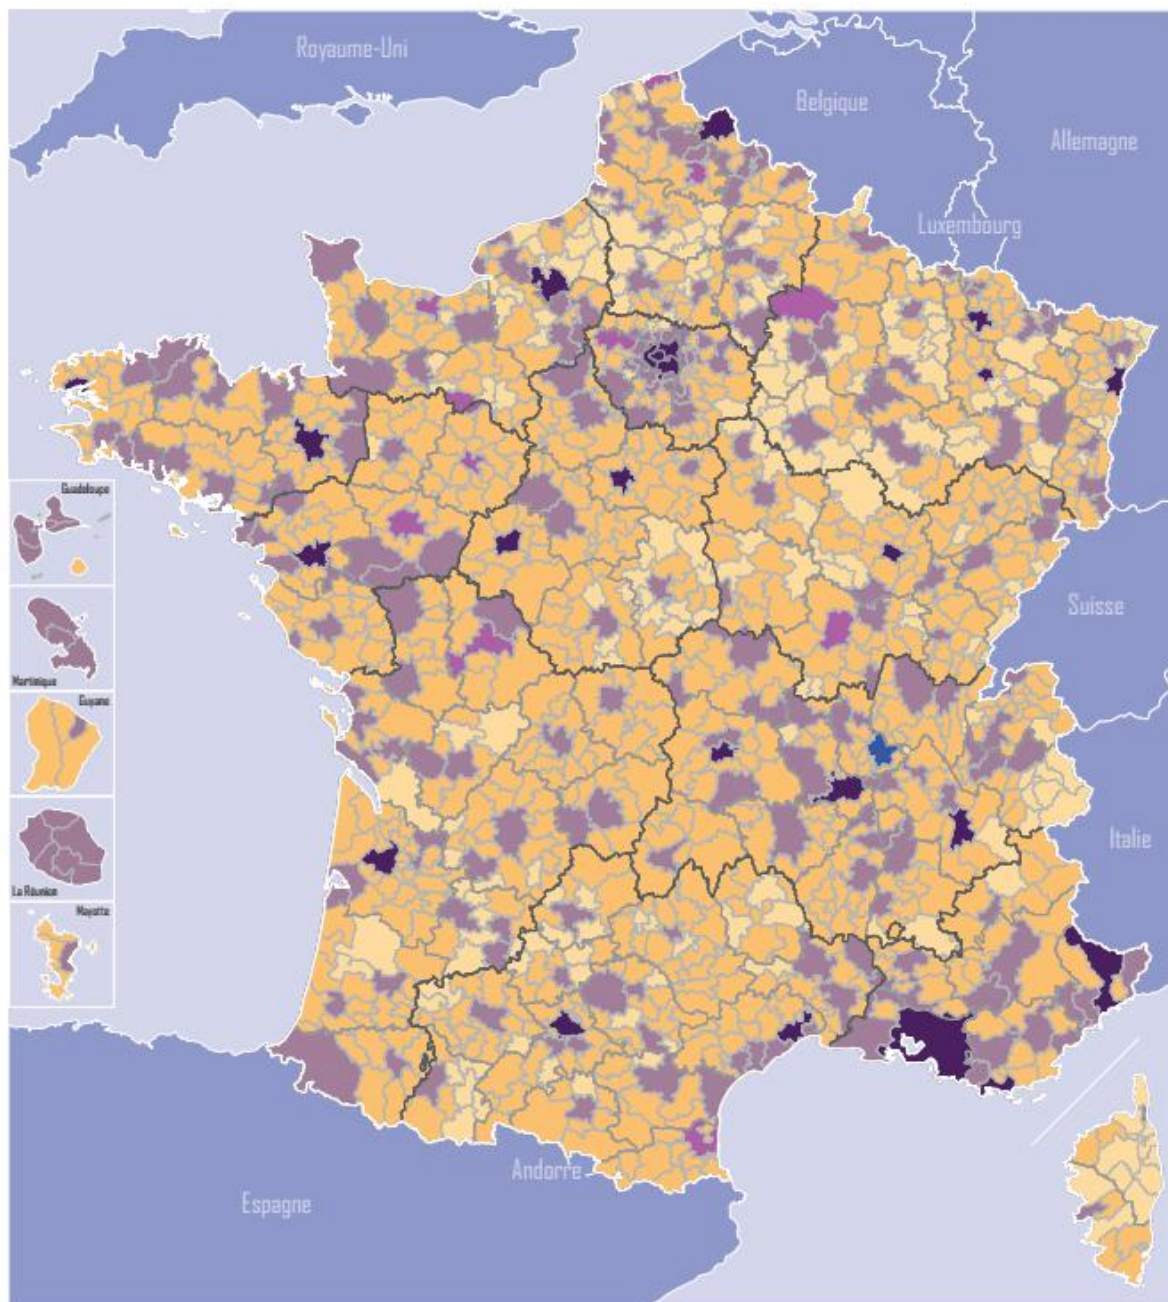 Royaume-Uni
Belgique
Allemagne
Luxembourg
Guadeloupe
Suisse
Martinique
Guyane
Italie
La Réunion
Mayotte
Andorre
Espagne